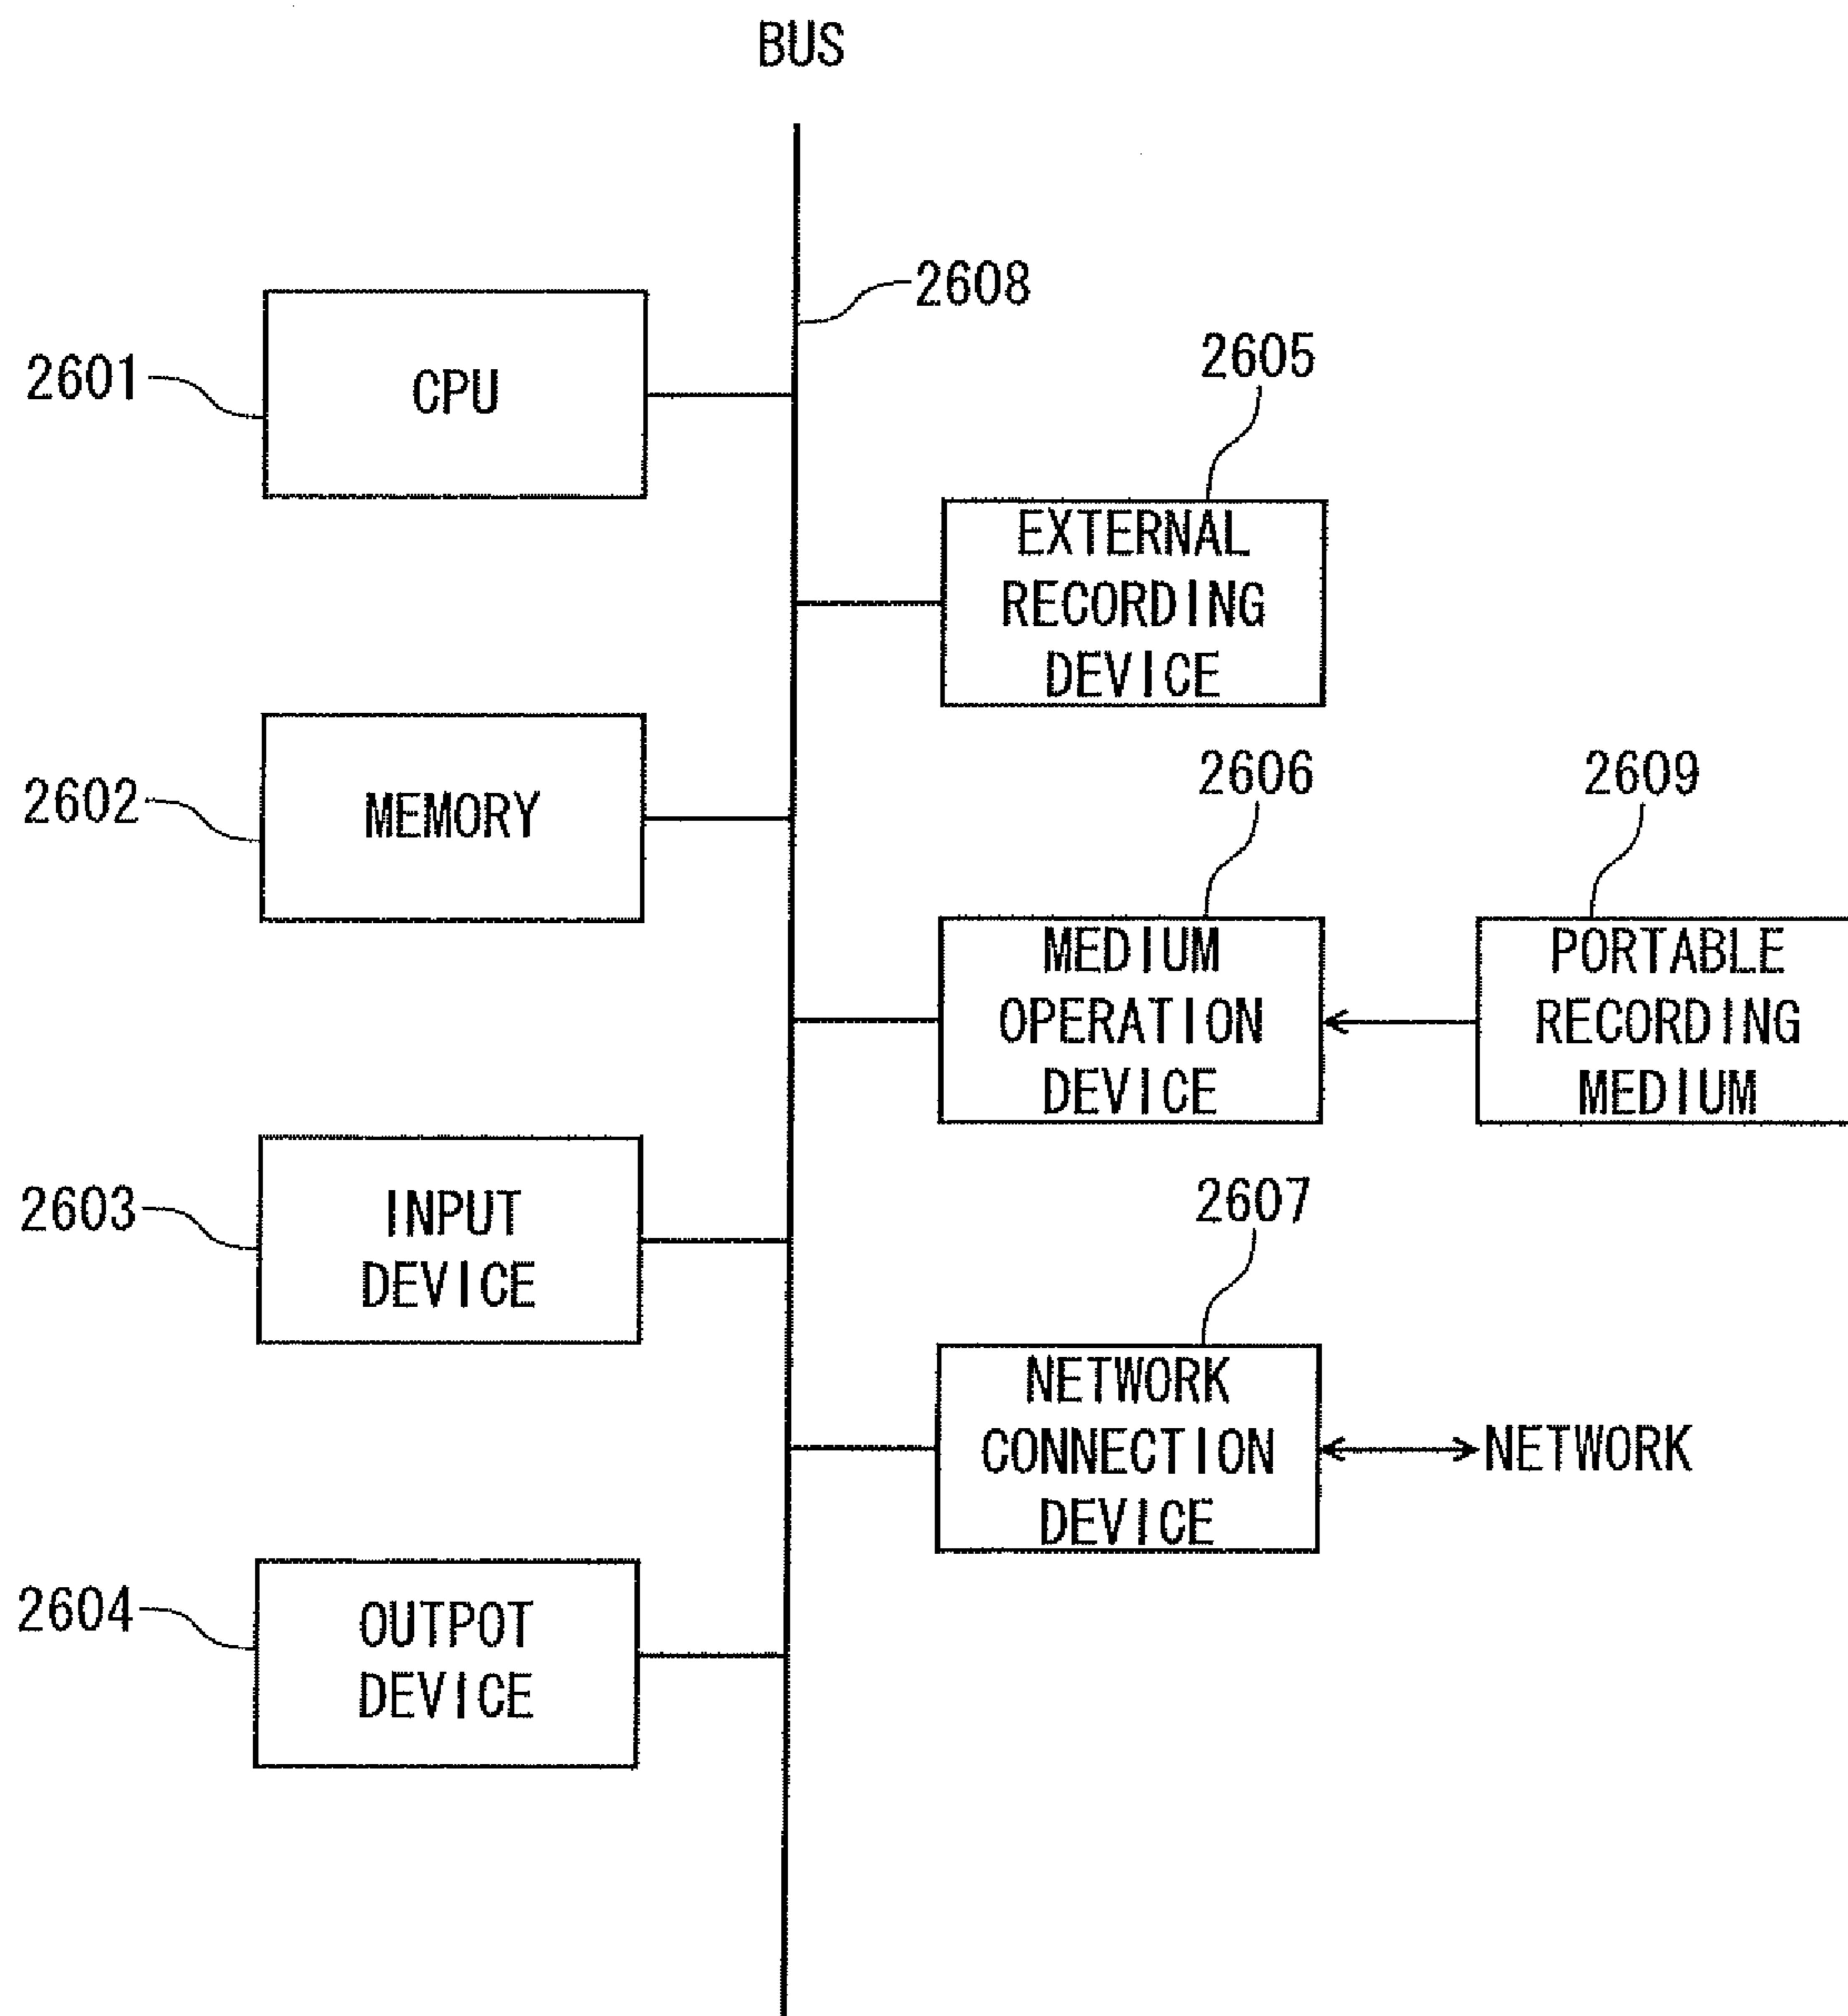 BUS
2608
2601
CPU
2605
EXTERNAL
RECORDING
DEVICE
2602
MEMORY
2606
MEDIUM
OPERATION
DEVICE
2609
PORTABLE
RECORDING
MEDIUM
2603
INPUT
DEVICE
2607
NETWORK
CONNECTION
DEVICE
NETWORK
2604
OUTPOT
DEVICE